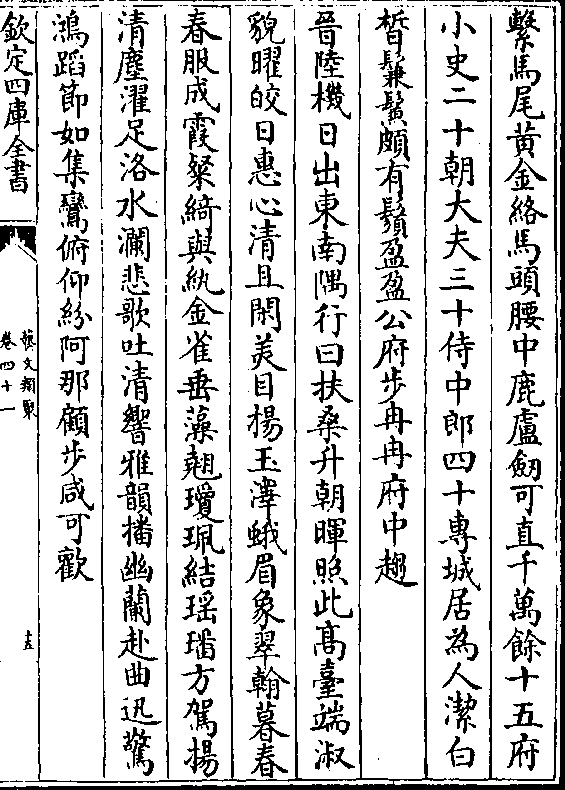 繫馬尾黃金絡馬頭腰中鹿盧劒可直千萬餘十五府
小史二十朝大夫三十侍中郎四十專城居為人潔白
晳鬑鬑頗有鬚盈盈公府步冉冉府中趨
晉陸機日出東南隅行曰扶桑升朝暉照此髙臺端淑
貌曜皎日惠心清且閑美目揚玉澤蛾眉象翠翰暮春
春服成霞粲綺與紈金雀垂藻翹瓊珮結瑶璠方駕揚
清塵濯足洛水瀾悲歌吐清響雅韻播幽蘭赴曲迅驚
鴻蹈節如集鸞俯仰紛阿那顧步咸可歡
欽定四庫全書
藝文類聚
卷四十一
十五